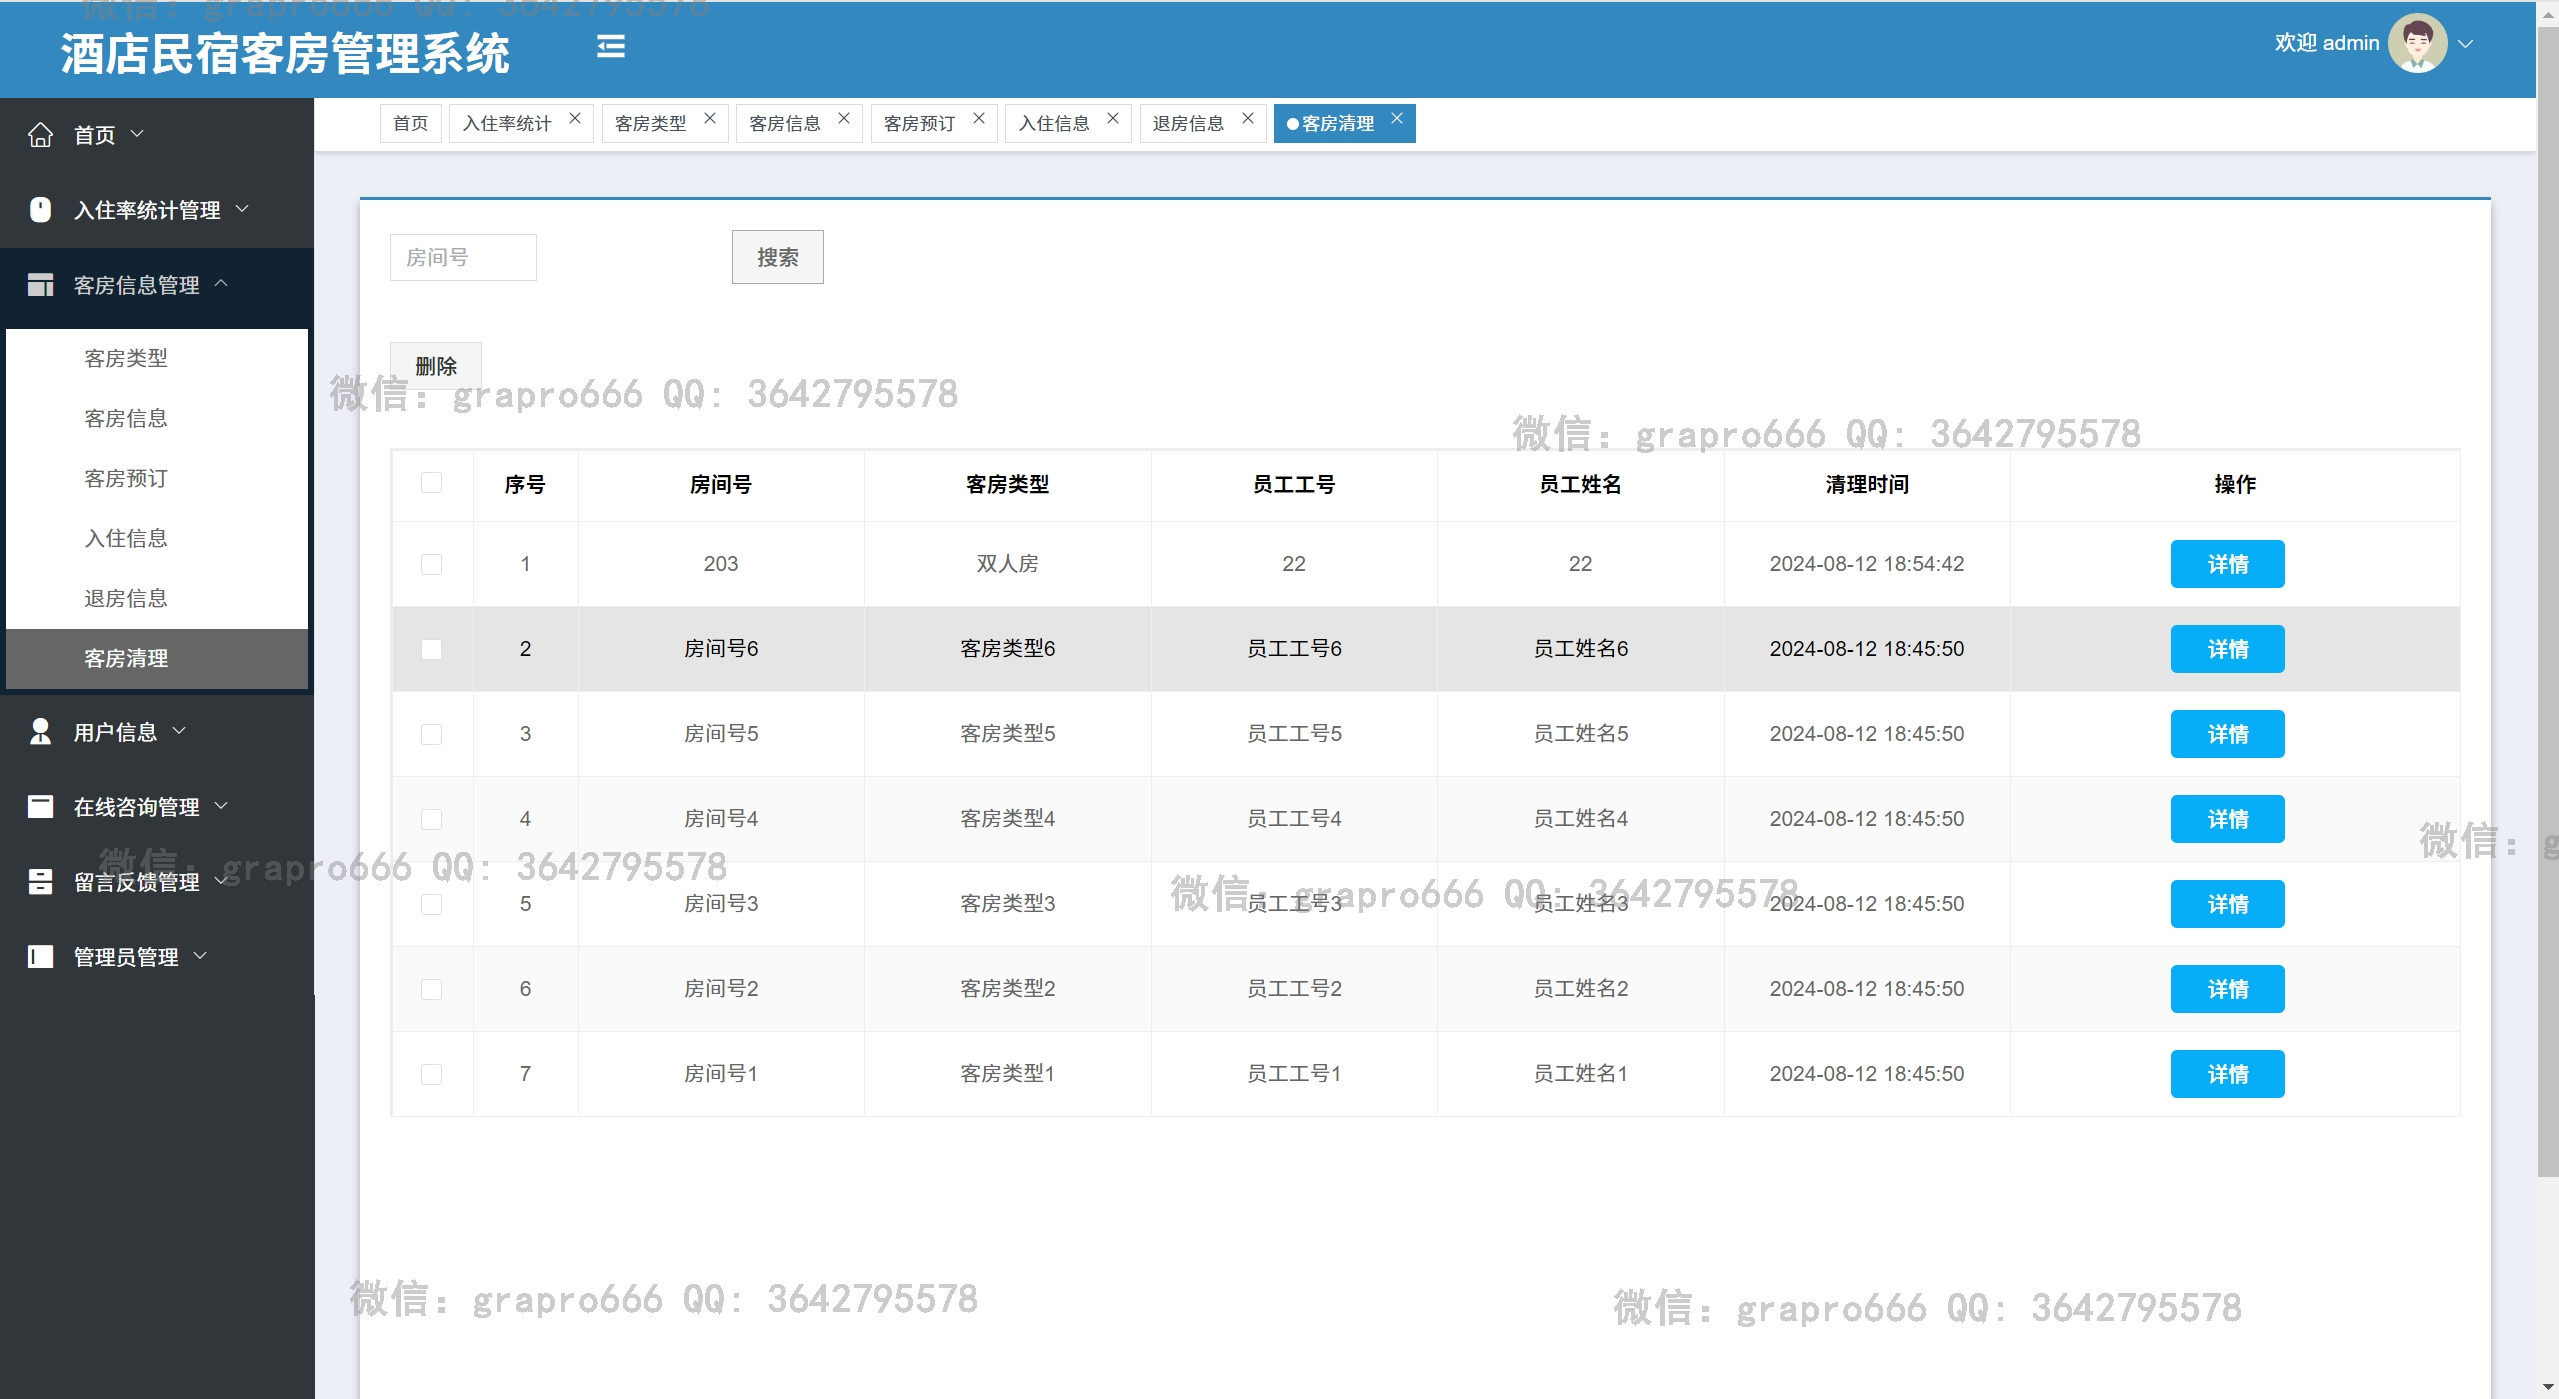 微信: grapro666 QQ: 3642795578
酒店民宿客房管理系统
欢迎 admin
首页 入住率统计 客房类型 客房信息 客房预订 入住信息 退房信息 客房清理
首页
入住率统计管理
客房信息管理
客房类型
客房信息
客房预订
入住信息
退房信息
客房清理
用户信息
在线咨询管理
留言反馈管理
管理员管理
房间号 搜索
删除
微信: grapro666 QQ: 3642795578
微信: grapro666 QQ: 3642795578
序号 房间号 客房类型 员工工号 员工姓名 清理时间 操作
1 203 双人房 22 22 2024-08-12 18:54:42 详情
2 房间号6 客房类型6 员工工号6 员工姓名6 2024-08-12 18:45:50 详情
3 房间号5 客房类型5 员工工号5 员工姓名5 2024-08-12 18:45:50 详情
4 房间号4 客房类型4 员工工号4 员工姓名4 2024-08-12 18:45:50 详情
微信: g
微信: grapro666 QQ: 3642795578
微信: grapro666 QQ: 3642795578
5 房间号3 客房类型3 员工工号3 员工姓名3 2024-08-12 18:45:50 详情
6 房间号2 客房类型2 员工工号2 员工姓名2 2024-08-12 18:45:50 详情
7 房间号1 客房类型1 员工工号1 员工姓名1 2024-08-12 18:45:50 详情
微信: grapro666 QQ: 3642795578
微信: grapro666 QQ: 3642795578